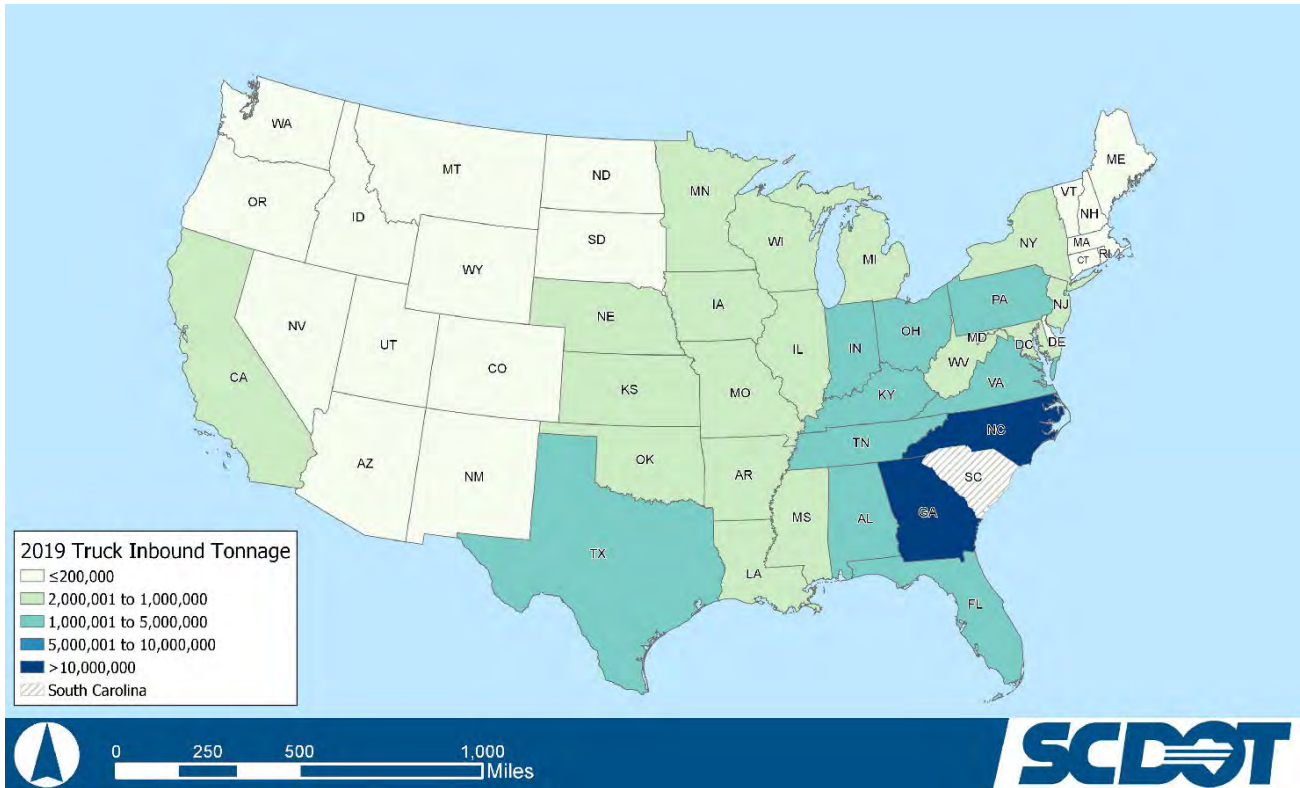 WA
MT
ND
MN
ME
VT
NH
OR
ID
SD
WI
NY
MA
CT
RI
WY
MI
IA
PA
NJ
NE
OH
NV
UT
IL
IN
MD
DC
DE
CO
WV
CA
KS
MO
VA
KY
NC
TN
AZ
NM
OK
AR
SC
MS
AL
GA
TX
LA
FL
2019 Truck Inbound Tonnage
≤200,000
2,000,001 to 1,000,000
1,000,001 to 5,000,000
5,000,001 to 10,000,000
>10,000,000
South Carolina
0 250 500 1,000
Miles
SCDOT